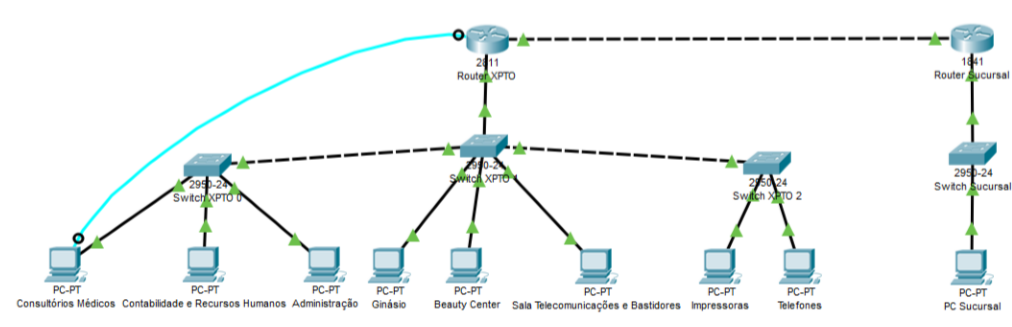 2811
Router XPTO
1841
Router Sucursal
2950-24
Switch XPTO 0
2950-24
Switch XPTO 1
2950-24
Switch XPTO 2
2950-24
Switch Sucursal
PC-PT
Consultórios Médicos
PC-PT
Contabilidade e Recursos Humanos
PC-PT
Administração
PC-PT
Ginásio
PC-PT
Beauty Center
PC-PT
Sala Telecomunicações e Bastidores
PC-PT
Impressoras
PC-PT
Telefones
PC-PT
PC Sucursal